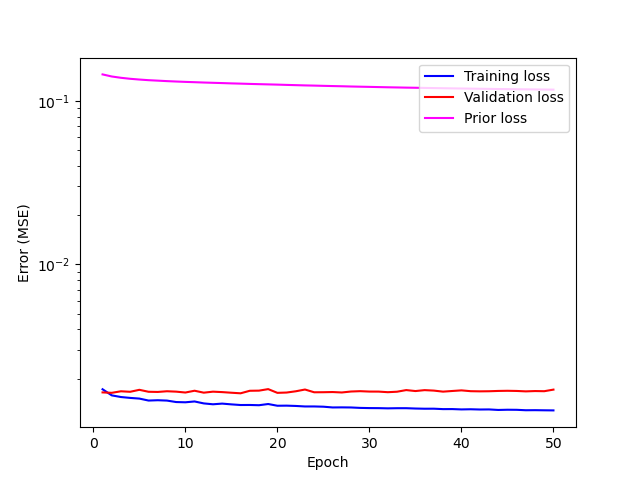 Training loss
Validation loss
Prior loss
10⁻¹
10⁻²
Error (MSE)
0 10 20 30 40 50
Epoch